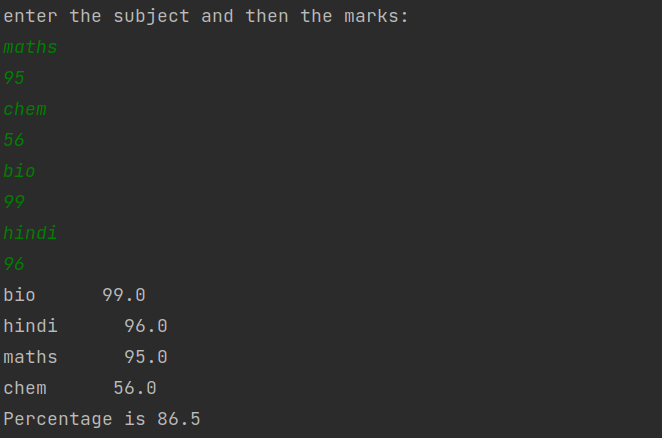 enter the subject and then the marks:
maths
95
chem
56
bio
99
hindi
96
bio      99.0
hindi      96.0
maths      95.0
chem      56.0
Percentage is 86.5